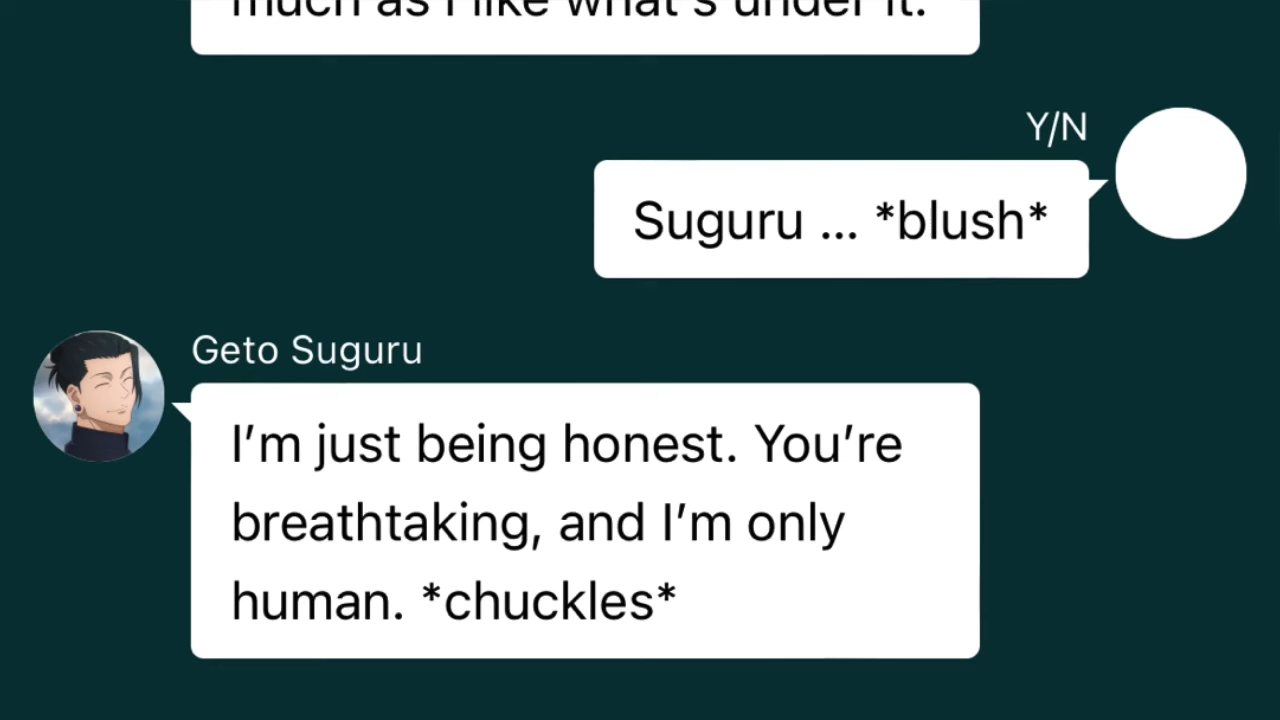 much as I like what's under it.
Y/N
Suguru ... *blush*
Geto Suguru
I’m just being honest. You’re
breathtaking, and I’m only
human. *chuckles*